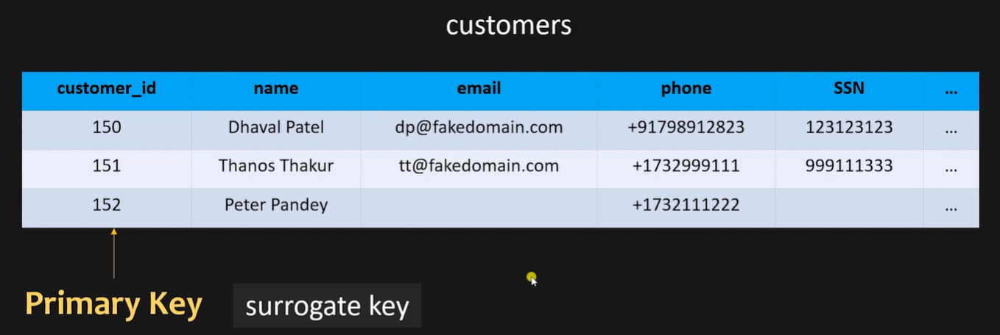 customers
customer_id name email phone SSN ...
150 Dhaval Patel dp@fakedomain.com +91798912823 123123123 ...
151 Thanos Thakur tt@fakedomain.com +1732999111 999111333 ...
152 Peter Pandey +1732111222 ...
Primary Key surrogate key